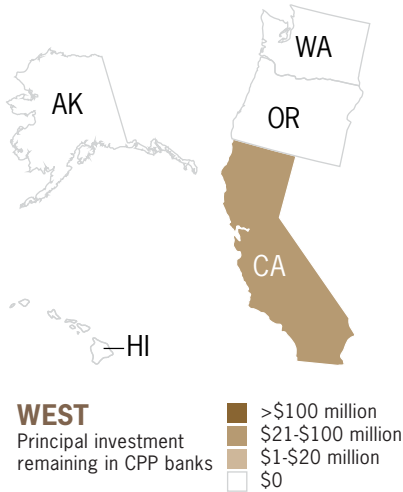 WA
AK
OR
CA
HI
WEST
Principal investment
remaining in CPP banks
>$100 million
$21-$100 million
$1-$20 million
$0